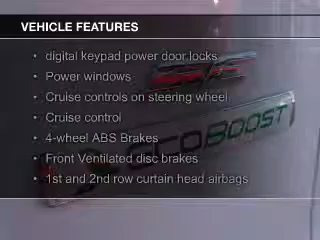 VEHICLE FEATURES
• digital keypad power door locks
• Power windows
• Cruise controls on steering wheel
• Cruise control
• 4-wheel ABS Brakes
• Front Ventilated disc brakes
• 1st and 2nd row curtain head airbags
ECOBOOST